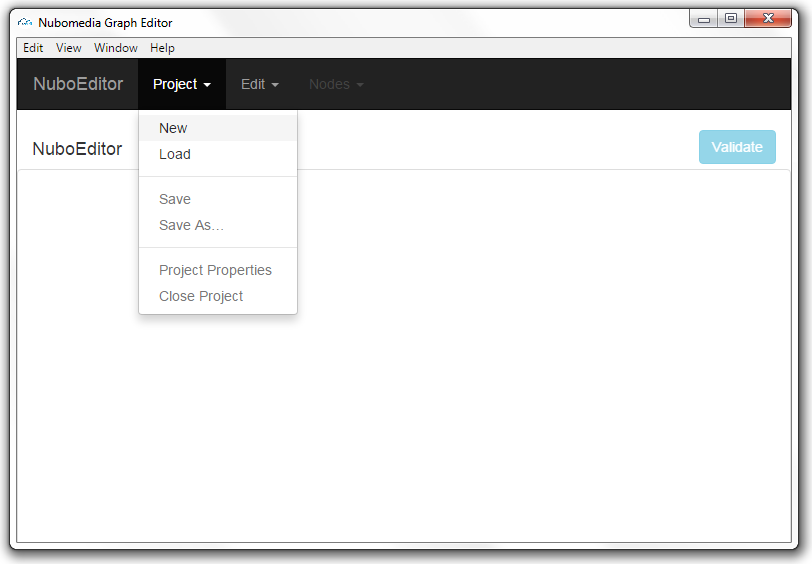 Nubomedia Graph Editor
Edit View Window Help
NuboEditor Project Edit Nodes
New
NuboEditor
Validate
Load
Save
Save As...
Project Properties
Close Project